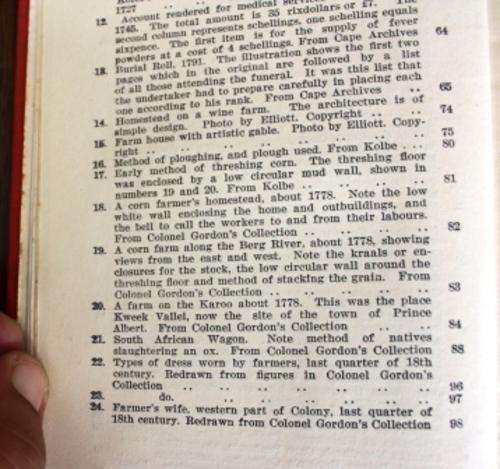 1727
12. Account rendered for medical
1745. The total amount is 35 rixdollars or £7. The
second column represents schellings, one schelling equals
sixpence. The first item is for the supply of fever
powders at a cost of 4 schellings. From Cape Archives 64
13. Burial Roll, 1791. The illustration shows the first two
pages which in the original are followed by a list
of all those attending the funeral. It was this list that
the undertaker had to prepare carefully in placing each
one according to his rank. From Cape Archives .. 65
14. Homestead on a wine farm. The architecture is of
simple design. Photo by Elliott. Copyright .. .. 74
15. Farm house with artistic gable. Photo by Elliott. Copy-
right .. .. .. .. .. .. .. .. 75
16. Method of ploughing, and plough used. From Kolbe .. 80
17. Early method of threshing corn. The threshing floor
was enclosed by a low circular mud wall, shown in
numbers 19 and 20. From Kolbe .. .. .. .. 81
18. A corn farmer's homestead, about 1778. Note the low
white wall enclosing the home and outbuildings, and
the bell to call the workers to and from their labours.
From Colonel Gordon's Collection .. .. .. .. 82
19. A corn farm along the Berg River, about 1778, showing
views from the east and west. Note the kraals or en-
closures for the stock, the low circular wall around the
threshing floor and method of stacking the grain. From
Colonel Gordon's Collection .. .. .. .. .. 83
20. A farm on the Karoo about 1778. This was the place
Kweek Vallei, now the site of the town of Prince
Albert. From Colonel Gordon's Collection .. .. 84
21. South African Wagon. Note method of natives
slaughtering an ox. From Colonel Gordon's Collection 88
22. Types of dress worn by farmers, last quarter of 18th
century. Redrawn from figures in Colonel Gordon's
Collection .. .. .. .. .. .. .. 96
23. do. .. .. .. .. .. .. 97
24. Farmer's wife, western part of Colony, last quarter of
18th century. Redrawn from Colonel Gordon's Collection 98